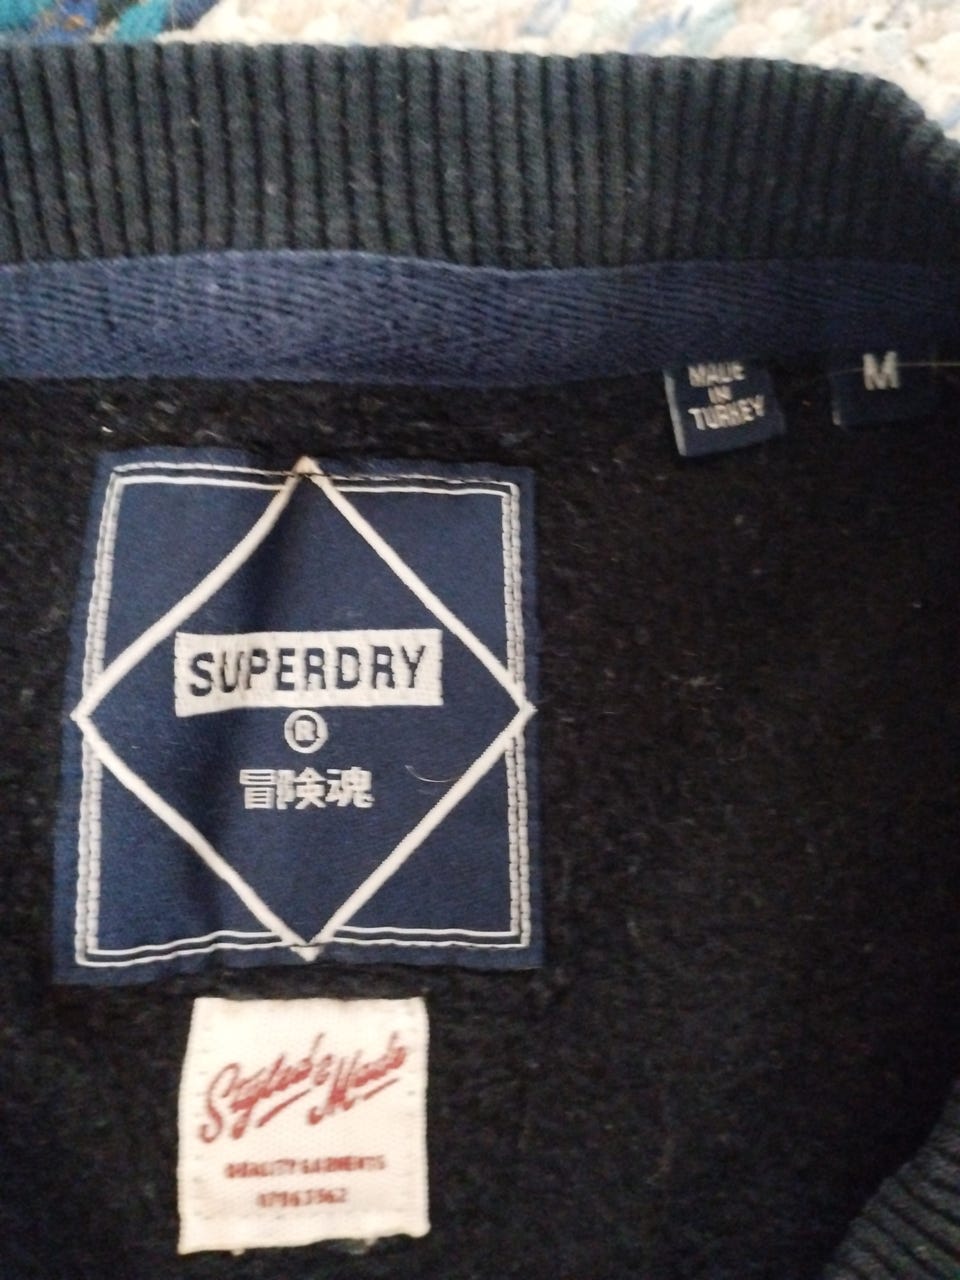 MADE
IN
TURKEY
M
SUPERDRY
®
冒険魂
Styled & Made
QUALITY GARMENTS